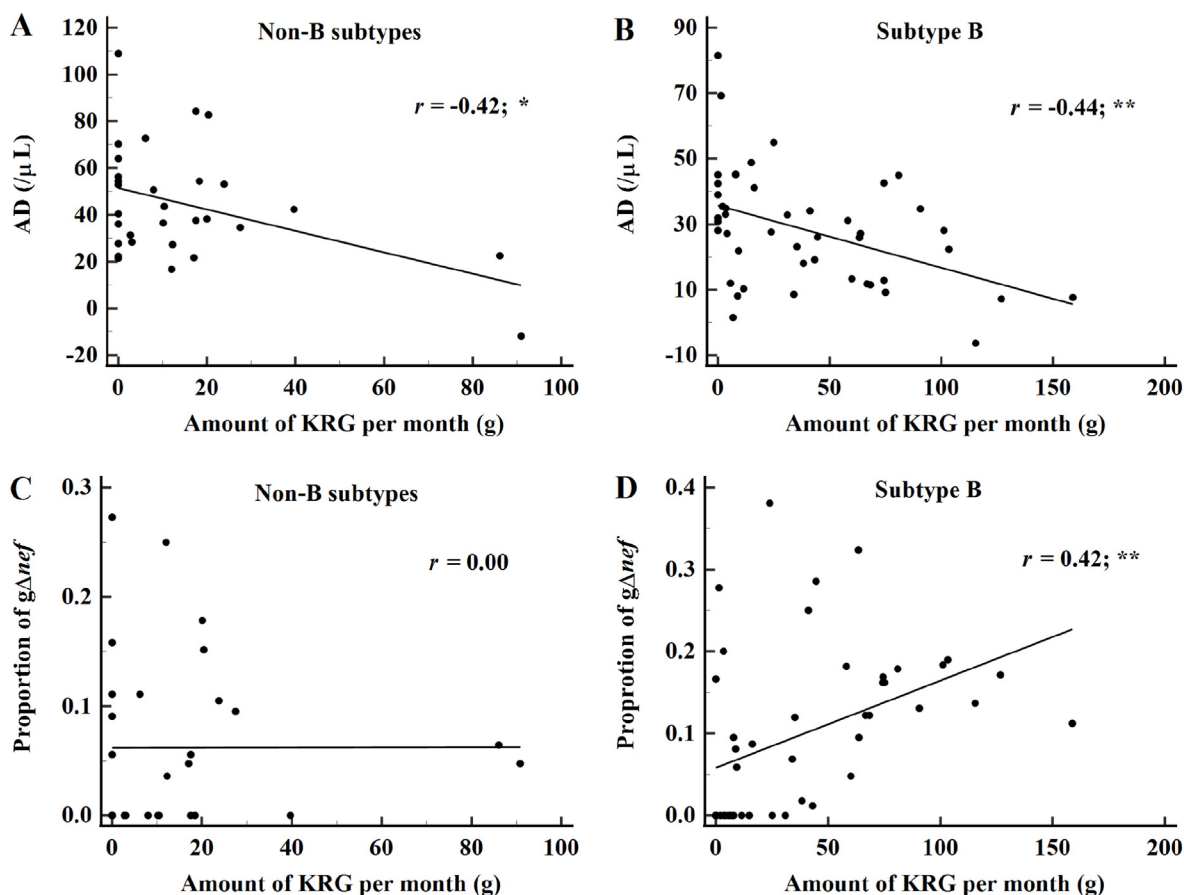 A
Non-B subtypes
r = -0.42; *
AD (/μL)
120
100
80
60
40
20
0
-20
0
20
40
60
80
100
Amount of KRG per month (g)
B
Subtype B
r = -0.44; **
AD (/μL)
90
70
50
30
10
-10
0
50
100
150
200
Amount of KRG per month (g)
C
Non-B subtypes
r = 0.00
Proportion of gΔnef
0.3
0.2
0.1
0.0
0
20
40
60
80
100
Amount of KRG per month (g)
D
Subtype B
r = 0.42; **
Proprotion of gΔnef
0.4
0.3
0.2
0.1
0.0
0
50
100
150
200
Amount of KRG per month (g)